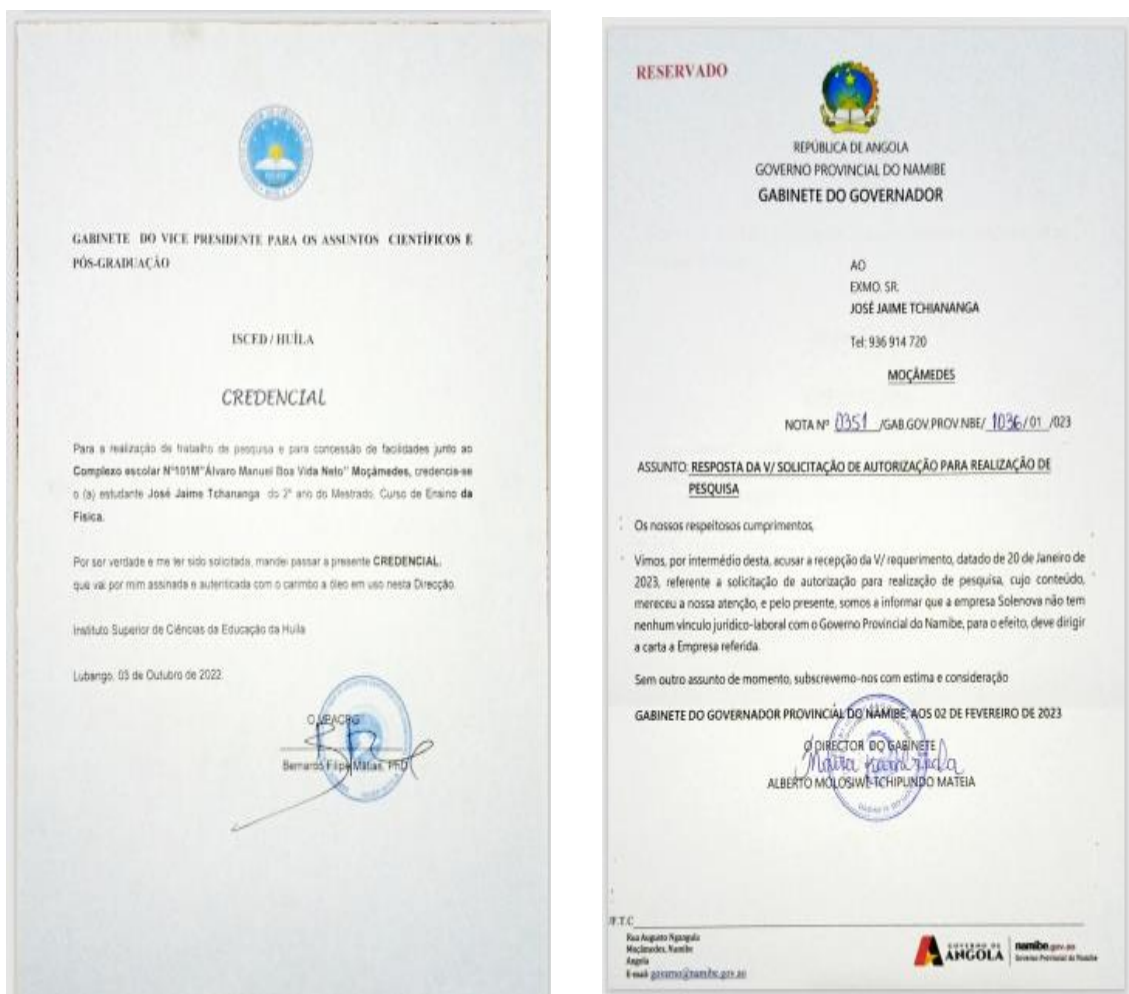 GABINETE DO VICE PRESIDENTE PARA OS ASSUNTOS CIENTÍFICOS E
PÓS-GRADUAÇÃO
ISCED / HUÍLA
CREDENCIAL
Para a realização de trabalho de pesquisa e para concessão de facilidades junto ao
Complexo escolar Nº101M"Álvaro Manuel Boa Vida Neto" Moçâmedes, credencia-se
o (a) estudante José Jaime Tchananga do 2º ano do Mestrado, Curso de Ensino da
Física.
Por ser verdade e me ter sido solicitada, mandei passar a presente CREDENCIAL,
que vai por mim assinada e autenticada com o carimbo a óleo em uso nesta Direcção.
Instituto Superior de Ciências da Educação da Huíla
Lubango, 03 de Outubro de 2022.
O VPACPG
Bernardo Filipe Matias, PhD
RESERVADO
REPÚBLICA DE ANGOLA
GOVERNO PROVINCIAL DO NAMIBE
GABINETE DO GOVERNADOR
AO
EXMO. SR.
JOSÉ JAIME TCHIANANGA
Tel: 936 914 720
MOÇÂMEDES
NOTA Nº 0351 /GAB.GOV.PROV.NBE/ 1036/01 /023
ASSUNTO: RESPOSTA DA V/ SOLICITAÇÃO DE AUTORIZAÇÃO PARA REALIZAÇÃO DE
PESQUISA
Os nossos respeitosos cumprimentos,
Vimos, por intermédio desta, acusar a recepção da V/ requerimento, datado de 20 de Janeiro de
2023, referente a solicitação de autorização para realização de pesquisa, cujo conteúdo,
mereceu a nossa atenção, e pelo presente, somos a informar que a empresa Solenova não tem
nenhum vínculo jurídico-laboral com o Governo Provincial do Namibe, para o efeito, deve dirigir
a carta a Empresa referida.
Sem outro assunto de momento, subscrevemo-nos com estima e consideração
GABINETE DO GOVERNADOR PROVINCIAL DO NAMIBE, AOS 02 DE FEVEREIRO DE 2023
O DIRECTOR DO GABINETE
ALBERTO MOLOSIWE TCHIPLINDO MATEIA
/F.T.C
Rua Augusto Ngangula
Moçâmedes, Namibe
Angola
E-mail: governo@namibe.gov.ao
GOVERNO DE
ANGOLA
namibe.gov.ao
Governo Provincial do Namibe